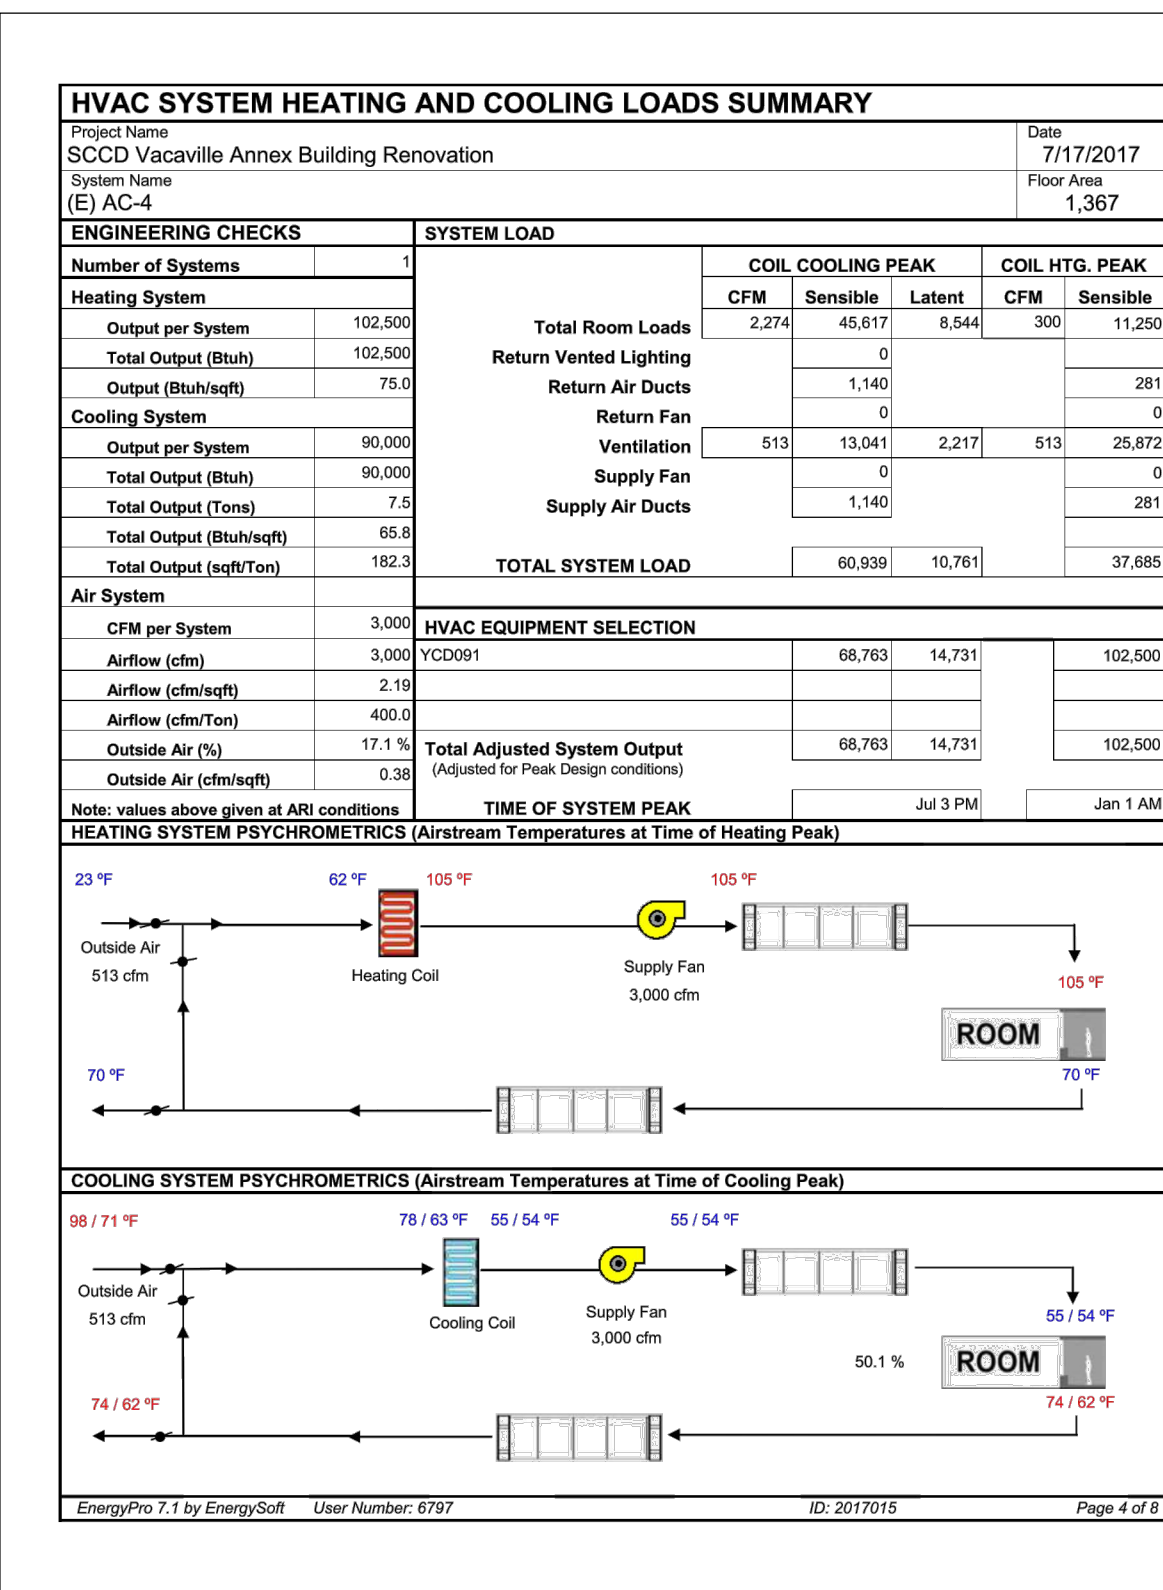 HVAC SYSTEM HEATING AND COOLING LOADS SUMMARY
Project Name
Date
SCCD Vacaville Annex Building Renovation
7/17/2017
System Name
Floor Area
(E) AC-4
1,367
ENGINEERING CHECKS
SYSTEM LOAD
Number of Systems 1
COIL COOLING PEAK COIL HTG. PEAK
Heating System
CFM Sensible Latent CFM Sensible
Output per System 102,500
Total Room Loads 2,274 45,617 8,544 300 11,250
Total Output (Btuh) 102,500
Return Vented Lighting 0
Output (Btuh/sqft) 75.0
Return Air Ducts 1,140 281
Cooling System
Return Fan 0 0
Output per System 90,000
Ventilation 513 13,041 2,217 513 25,872
Total Output (Btuh) 90,000
Supply Fan 0 0
Total Output (Tons) 7.5
Supply Air Ducts 1,140 281
Total Output (Btuh/sqft) 65.8
Total Output (sqft/Ton) 182.3
TOTAL SYSTEM LOAD 60,939 10,761 37,685
Air System
CFM per System 3,000
HVAC EQUIPMENT SELECTION
Airflow (cfm) 3,000
YCD091 68,763 14,731 102,500
Airflow (cfm/sqft) 2.19
Airflow (cfm/Ton) 400.0
Outside Air (%) 17.1 %
Total Adjusted System Output 68,763 14,731 102,500
(Adjusted for Peak Design conditions)
Outside Air (cfm/sqft) 0.38
Note: values above given at ARI conditions
TIME OF SYSTEM PEAK Jul 3 PM Jan 1 AM
HEATING SYSTEM PSYCHROMETRICS (Airstream Temperatures at Time of Heating Peak)
23 ºF 62 ºF 105 ºF 105 ºF
Outside Air
513 cfm
Heating Coil
Supply Fan
3,000 cfm
105 ºF
ROOM
70 ºF
70 ºF
COOLING SYSTEM PSYCHROMETRICS (Airstream Temperatures at Time of Cooling Peak)
98 / 71 ºF 78 / 63 ºF 55 / 54 ºF 55 / 54 ºF
Outside Air
513 cfm
Cooling Coil
Supply Fan
3,000 cfm
55 / 54 ºF
50.1 %
ROOM
74 / 62 ºF
74 / 62 ºF
EnergyPro 7.1 by EnergySoft User Number: 6797 ID: 2017015 Page 4 of 8